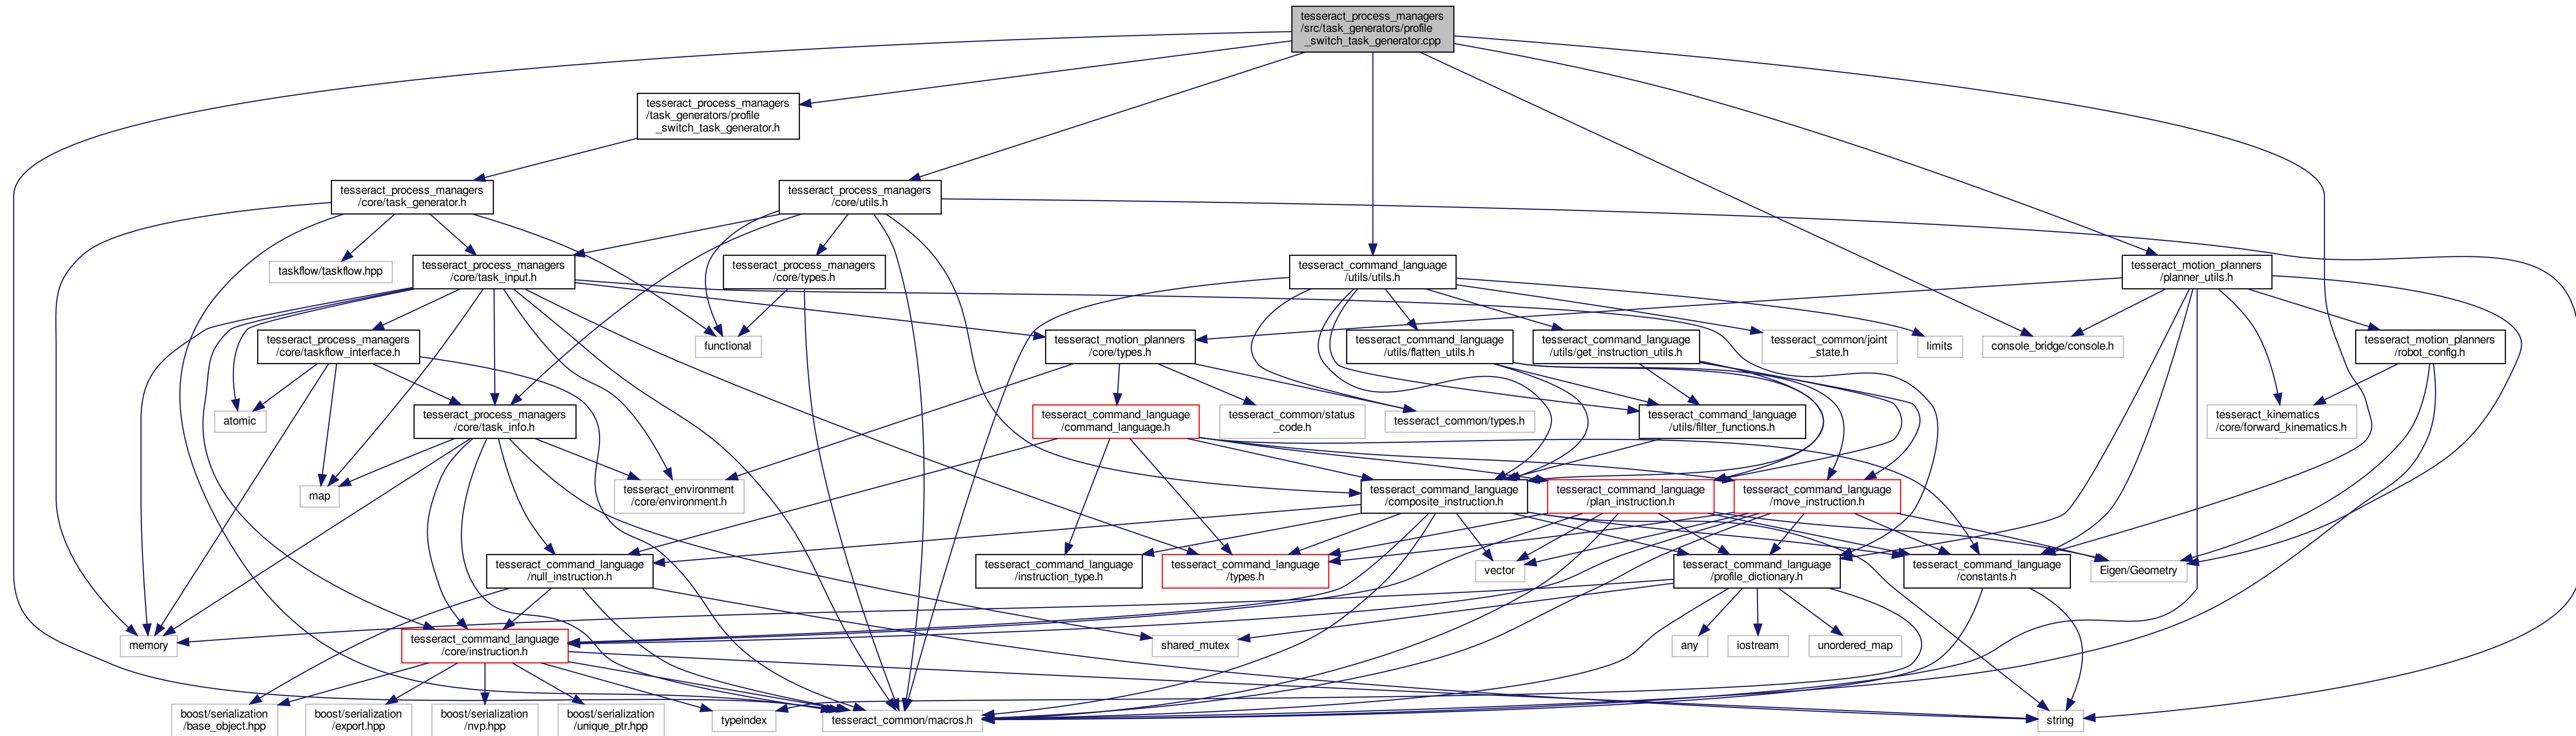 tesseract_process_managers
/src/task_generators/profile
_switch_task_generator.cpp
tesseract_process_managers
/task_generators/profile
_switch_task_generator.h
tesseract_process_managers
/core/task_generator.h
tesseract_process_managers
/core/utils.h
taskflow/taskflow.hpp
tesseract_process_managers
/core/task_input.h
tesseract_process_managers
/core/types.h
tesseract_command_language
/utils/utils.h
tesseract_motion_planners
/planner_utils.h
tesseract_process_managers
/core/taskflow_interface.h
functional
tesseract_motion_planners
/core/types.h
tesseract_command_language
/utils/flatten_utils.h
tesseract_command_language
/utils/get_instruction_utils.h
tesseract_common/joint
_state.h
limits
console_bridge/console.h
tesseract_motion_planners
/robot_config.h
atomic
tesseract_process_managers
/core/task_info.h
tesseract_command_language
/command_language.h
tesseract_common/status
_code.h
tesseract_common/types.h
tesseract_command_language
/utils/filter_functions.h
tesseract_kinematics
/core/forward_kinematics.h
map
tesseract_environment
/core/environment.h
tesseract_command_language
/composite_instruction.h
tesseract_command_language
/plan_instruction.h
tesseract_command_language
/move_instruction.h
tesseract_command_language
/null_instruction.h
tesseract_command_language
/instruction_type.h
tesseract_command_language
/types.h
vector
tesseract_command_language
/profile_dictionary.h
tesseract_command_language
/constants.h
Eigen/Geometry
memory
tesseract_command_language
/core/instruction.h
shared_mutex
any
iostream
unordered_map
boost/serialization
/base_object.hpp
boost/serialization
/export.hpp
boost/serialization
/nvp.hpp
boost/serialization
/unique_ptr.hpp
typeindex
tesseract_common/macros.h
string